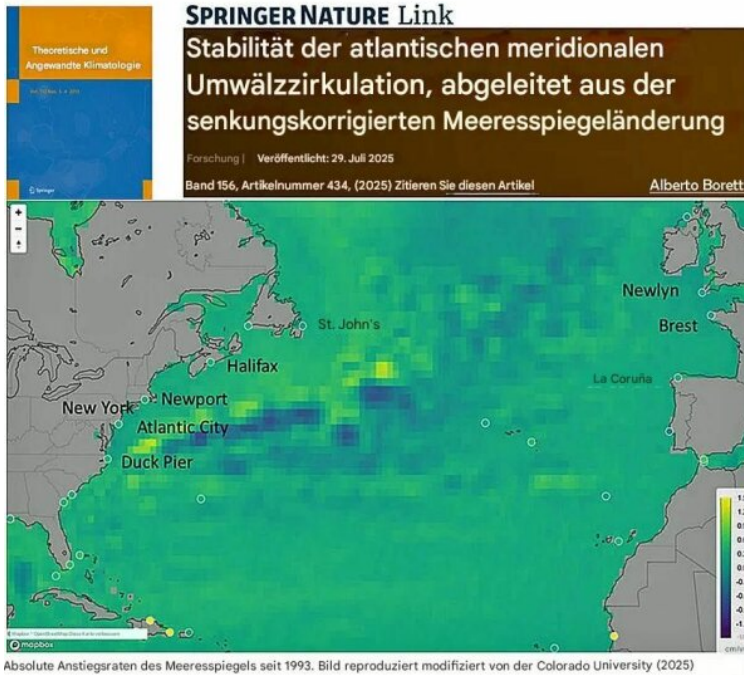 SPRINGER NATURE Link
Theoretische und
Angewandte Klimatologie
Springer
Stabilität der atlantischen meridionalen
Umwälzzirkulation, abgeleitet aus der
senkungskorrigierten Meeresspiegeländerung
Forschung | Veröffentlicht: 29. Juli 2025
Band 156, Artikelnummer 434, (2025) Zitieren Sie diesen Artikel
Alberto Borett
+
−
Newlyn
Brest
St. John's
Halifax
La Coruña
New York
Newport
Atlantic City
Duck Pier
mapbox
Absolute Anstiegsraten des Meeresspiegels seit 1993. Bild reproduziert modifiziert von der Colorado University (2025)